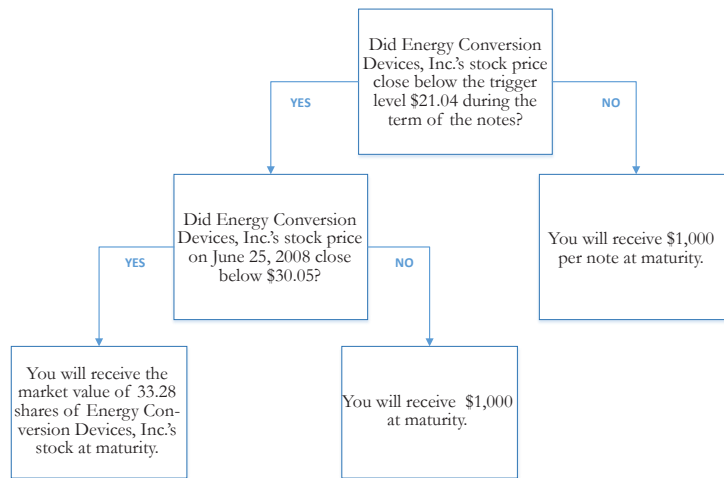 Did Energy Conversion
Devices, Inc.'s stock price
close below the trigger
level $21.04 during the
term of the notes?
YES
NO
Did Energy Conversion
Devices, Inc.'s stock price
on June 25, 2008 close
below $30.05?
You will receive $1,000
per note at maturity.
YES
NO
You will receive the
market value of 33.28
shares of Energy Con-
version Devices, Inc.'s
stock at maturity.
You will receive $1,000
at maturity.